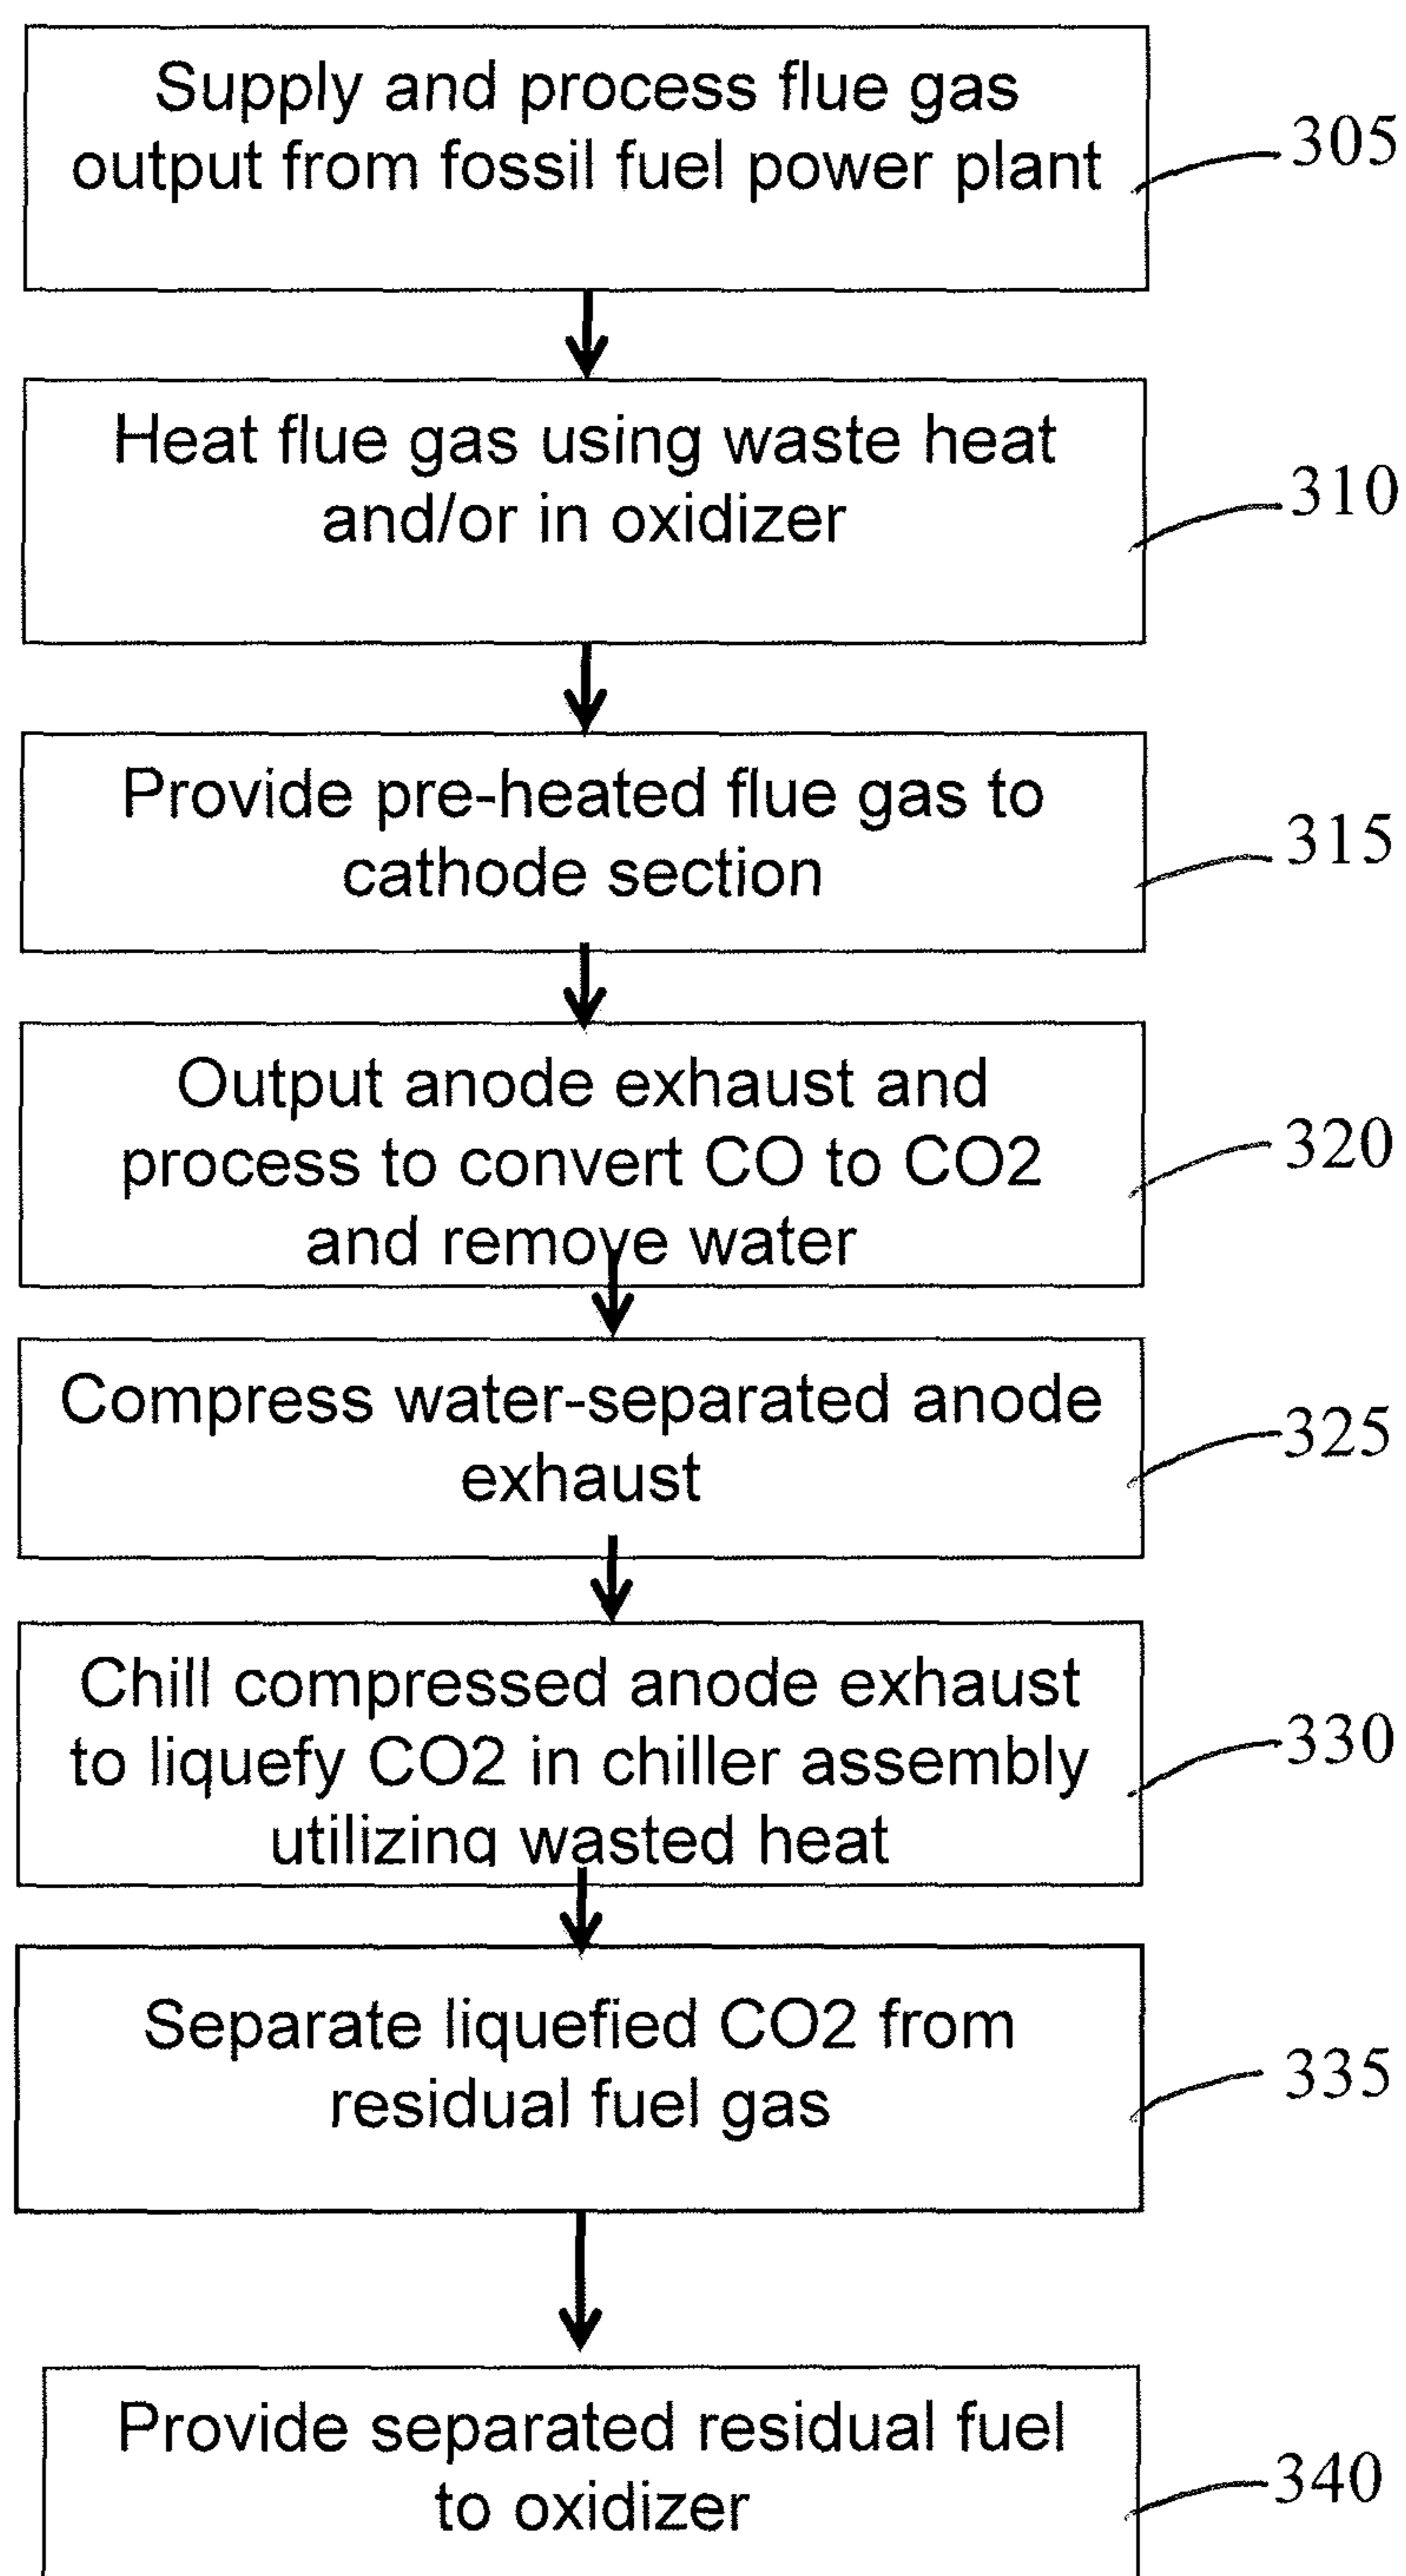 Supply and process flue gas
output from fossil fuel power plant
305
Heat flue gas using waste heat
and/or in oxidizer
310
Provide pre-heated flue gas to
cathode section
315
Output anode exhaust and
process to convert CO to CO2
and remove water
320
Compress water-separated anode
exhaust
325
Chill compressed anode exhaust
to liquefy CO2 in chiller assembly
utilizing wasted heat
330
Separate liquefied CO2 from
residual fuel gas
335
Provide separated residual fuel
to oxidizer
340